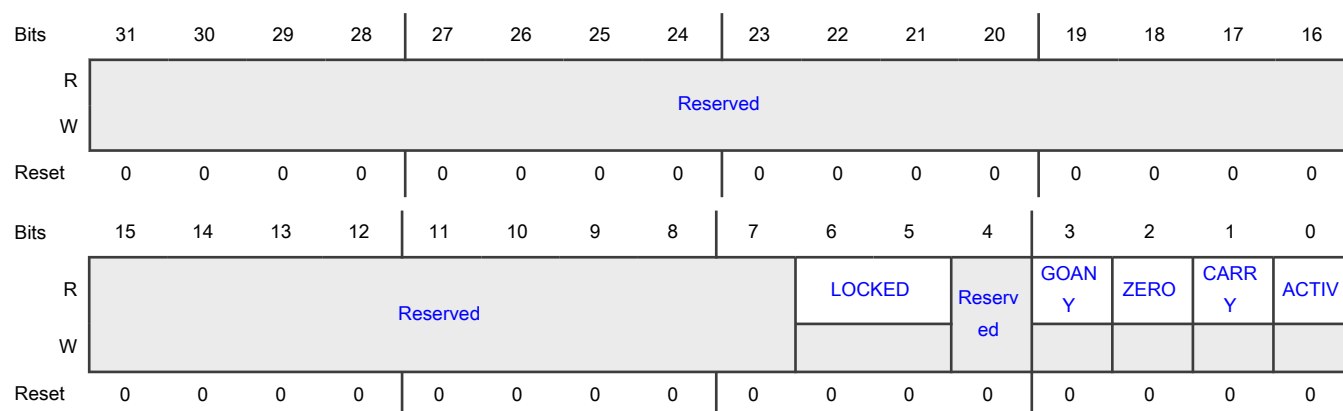 Bits 31 30 29 28 27 26 25 24 23 22 21 20 19 18 17 16
R
Reserved
W
Reset 0 0 0 0 0 0 0 0 0 0 0 0 0 0 0 0
Bits 15 14 13 12 11 10 9 8 7 6 5 4 3 2 1 0
R Reserved LOCKED Reserv
ed GOAN
Y ZERO CARR
Y ACTIV
W
Reset 0 0 0 0 0 0 0 0 0 0 0 0 0 0 0 0